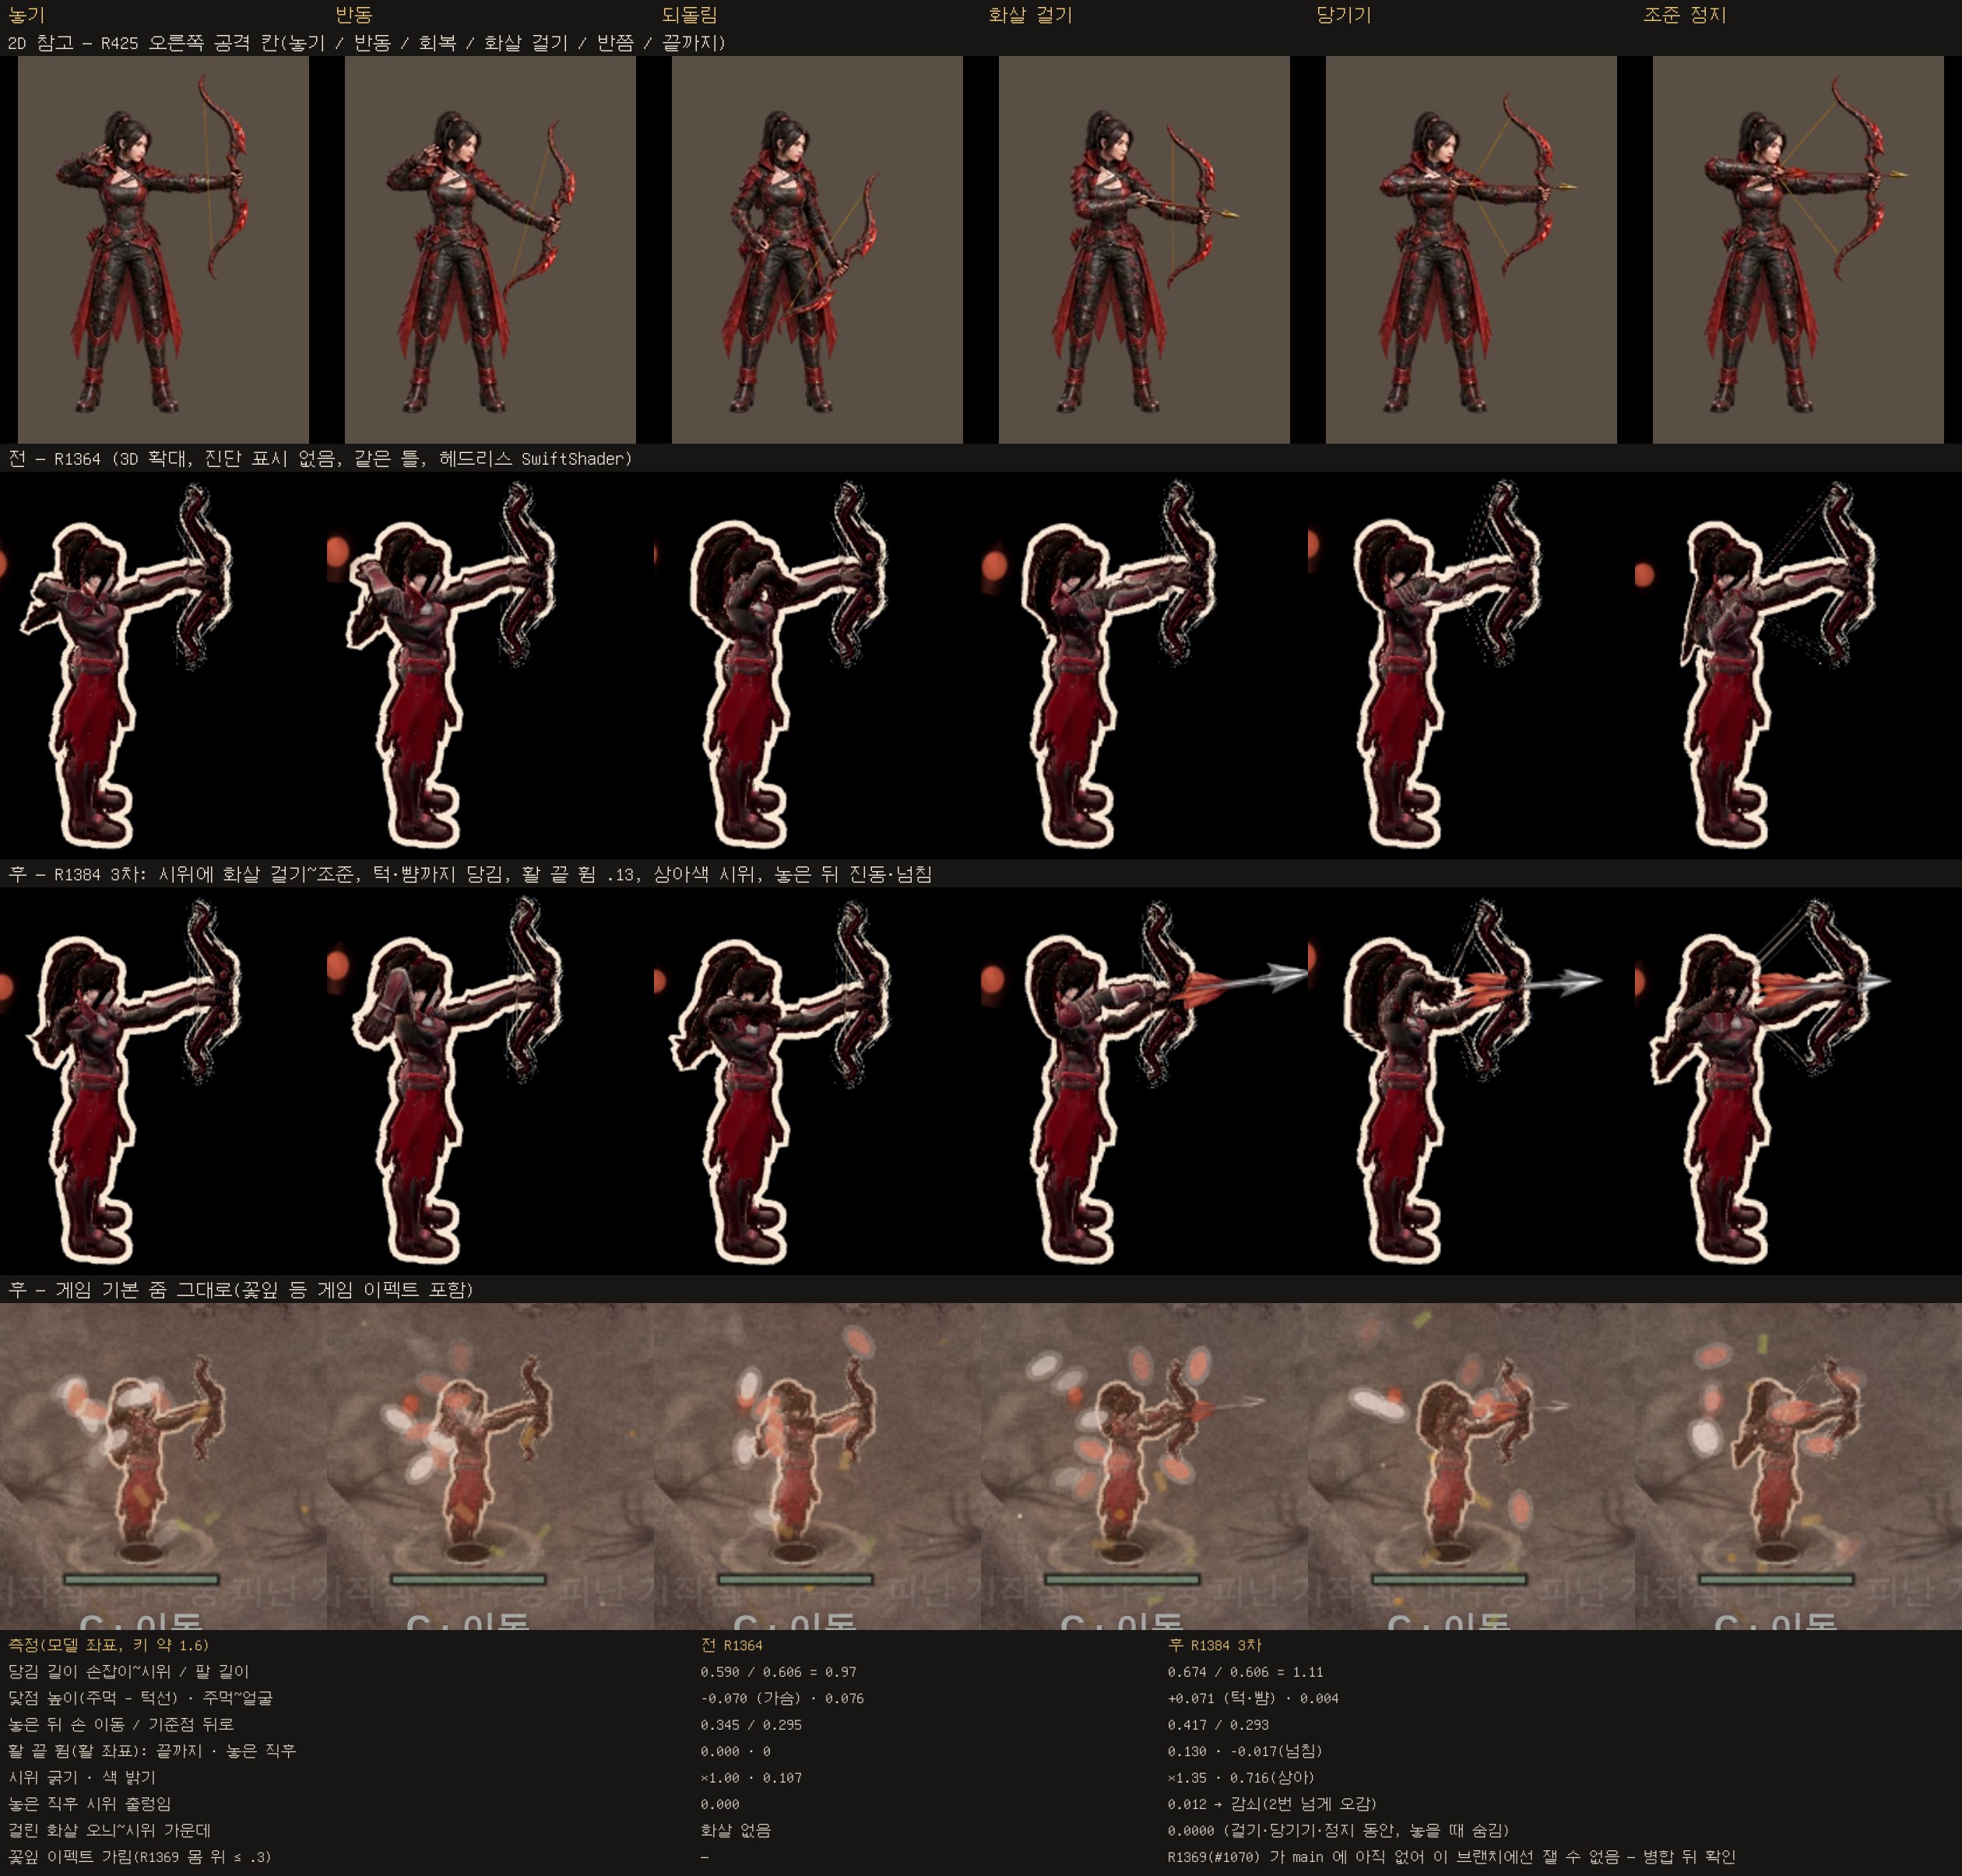 놓기 반동 되돌림 화살 걸기 당기기 조준 정지
2D 참고 — R425 오른쪽 공격 칸(놓기 / 반동 / 회복 / 화살 걸기 / 반쯤 / 끝까지)
전 — R1364 (3D 확대, 진단 표시 없음, 같은 틀, 헤드리스 SwiftShader)
후 — R1384 3차: 시위에 화살 걸기~조준, 턱·뺨까지 당김, 활 끝 휨 .13, 상아색 시위, 놓은 뒤 진동·넘침
후 — 게임 기본 줌 그대로(꽃잎 등 게임 이펙트 포함)
피난
C : 이동 C : 이동 C : 이동 C : 이동 C : 이동 C : 이동
측정(모델 좌표, 키 약 1.6) 전 R1364 후 R1384 3차
당김 길이 손잡이~시위 / 팔 길이 0.590 / 0.606 = 0.97 0.674 / 0.606 = 1.11
닻점 높이(주먹 - 턱선) · 주먹~얼굴 -0.070 (가슴) · 0.076 +0.071 (턱·뺨) · 0.004
놓은 뒤 손 이동 / 기준점 뒤로 0.345 / 0.295 0.417 / 0.293
활 끝 휨(활 좌표): 끝까지 · 놓은 직후 0.000 · 0 0.130 · -0.017(넘침)
시위 굵기 · 색 밝기 ×1.00 · 0.107 ×1.35 · 0.716(상아)
놓은 직후 시위 출렁임 0.000 0.012 → 감쇠(2번 넘게 오감)
걸린 화살 오늬~시위 가운데 화살 없음 0.0000 (걸기·당기기·정지 동안, 놓을 때 숨김)
꽃잎 이펙트 가림(R1369 몸 위 ≤ .3) — R1369(#1070) 가 main 에 아직 없어 이 브랜치에선 잴 수 없음 — 병합 뒤 확인